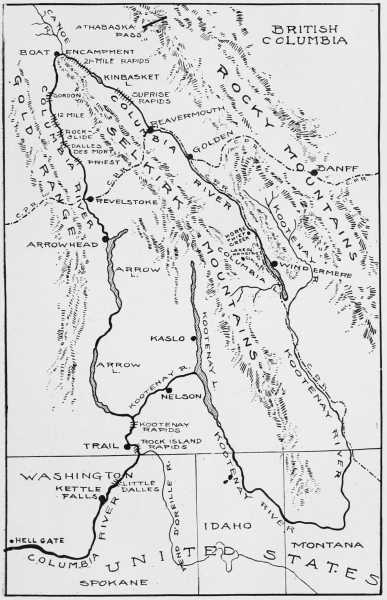 BRITISH
COLUMBIA
ATHABASKA
PASS
CANOE R.
BOAT ENCAMPMENT
21-MILE RAPIDS
KINBASKET
SUPRISE
RAPIDS
GORDON
12 MILE
ROCK-
SLIDE
DALLES
DES MORT
PRIEST
BEAVERMOUTH
GOLDEN
ROCKY MOUNTAINS
BANFF
C.P.R.
COLUMBIA RIVER
SELKIRK MOUNTAINS
GOLD RANGE
COLUMBIA RIVER
C.P.R.
C.P.R.
REVELSTOKE
ARROWHEAD
ARROW
L.
ARROW
L.
HORSE
CREEK
LAKE
COLUMBIA
WINDERMERE
KOOTENAY R.
C.P.R.
KOOTENAY RIVER
KASLO
KOOTENAY L.
KOOTENAY R.
NELSON
KOOTENAY
RAPIDS
TRAIL
ROCK ISLAND
RAPIDS
WASHINGTON
KETTLE
FALLS
LITTLE
DALLES
PEND OREILLE R.
KOOTENAY RIVER
HELL GATE
COLUMBIA RIVER
IDAHO
MONTANA
UNITED STATES
SPOKANE